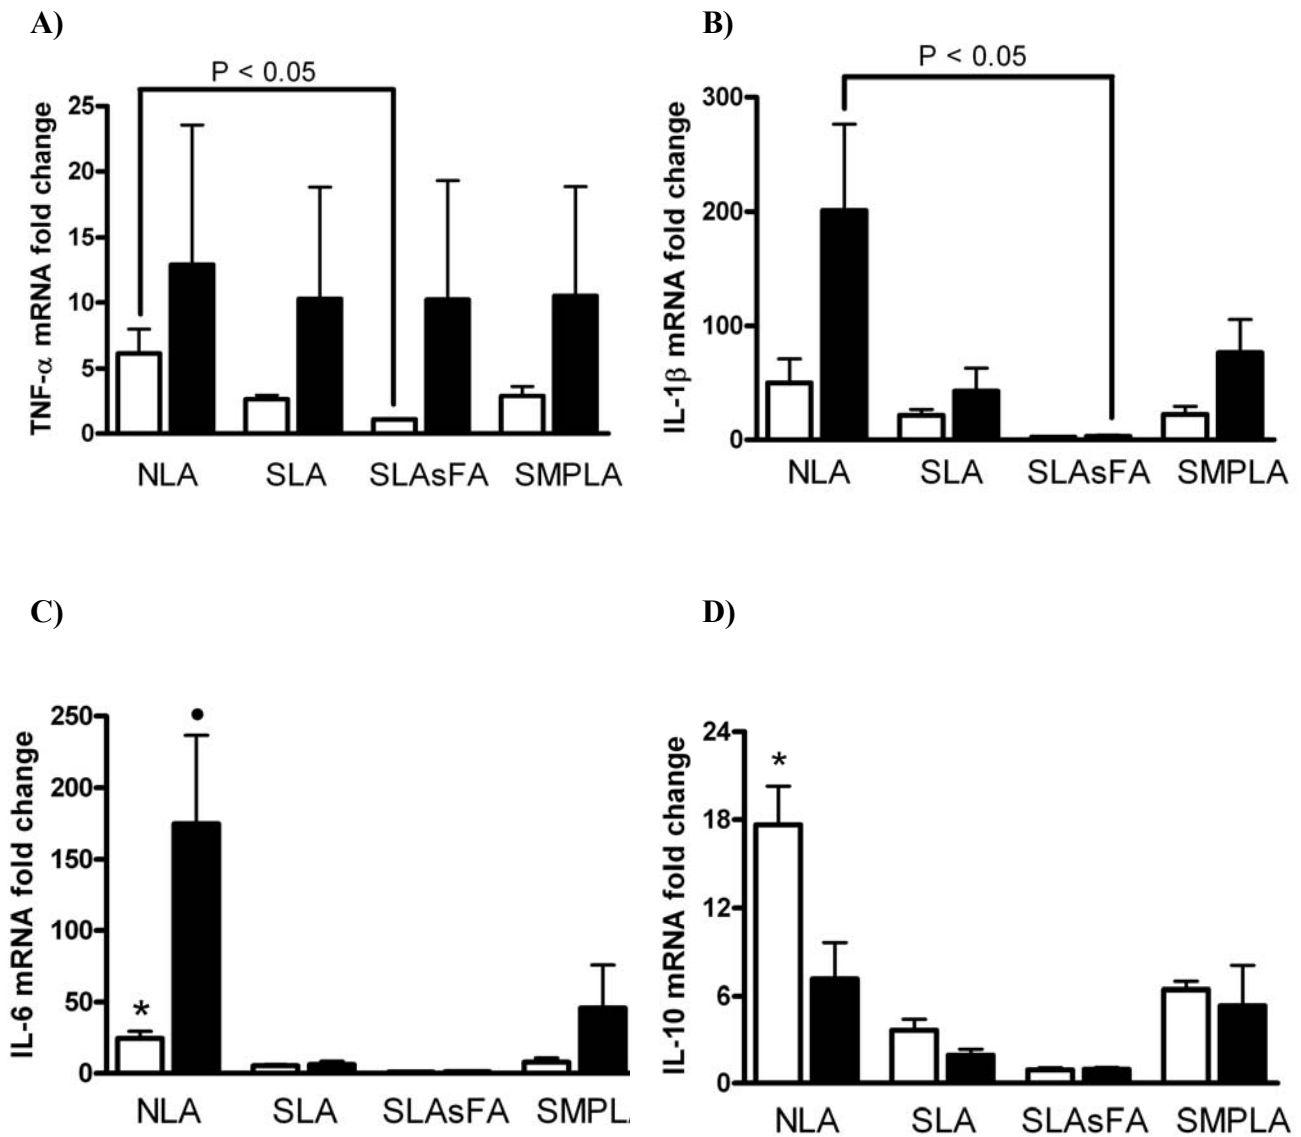 A)
P < 0.05
TNF-α mRNA fold change
25
20
15
10
5
0
NLA SLA SLAsFA SMPLA
B)
P < 0.05
IL-1β mRNA fold change
300
200
100
0
NLA SLA SLAsFA SMPLA
C)
IL-6 mRNA fold change
250
200
150
100
50
0
*
•
NLA SLA SLAsFA SMPL
D)
IL-10 mRNA fold change
24
18
12
6
0
*
NLA SLA SLAsFA SMPLA